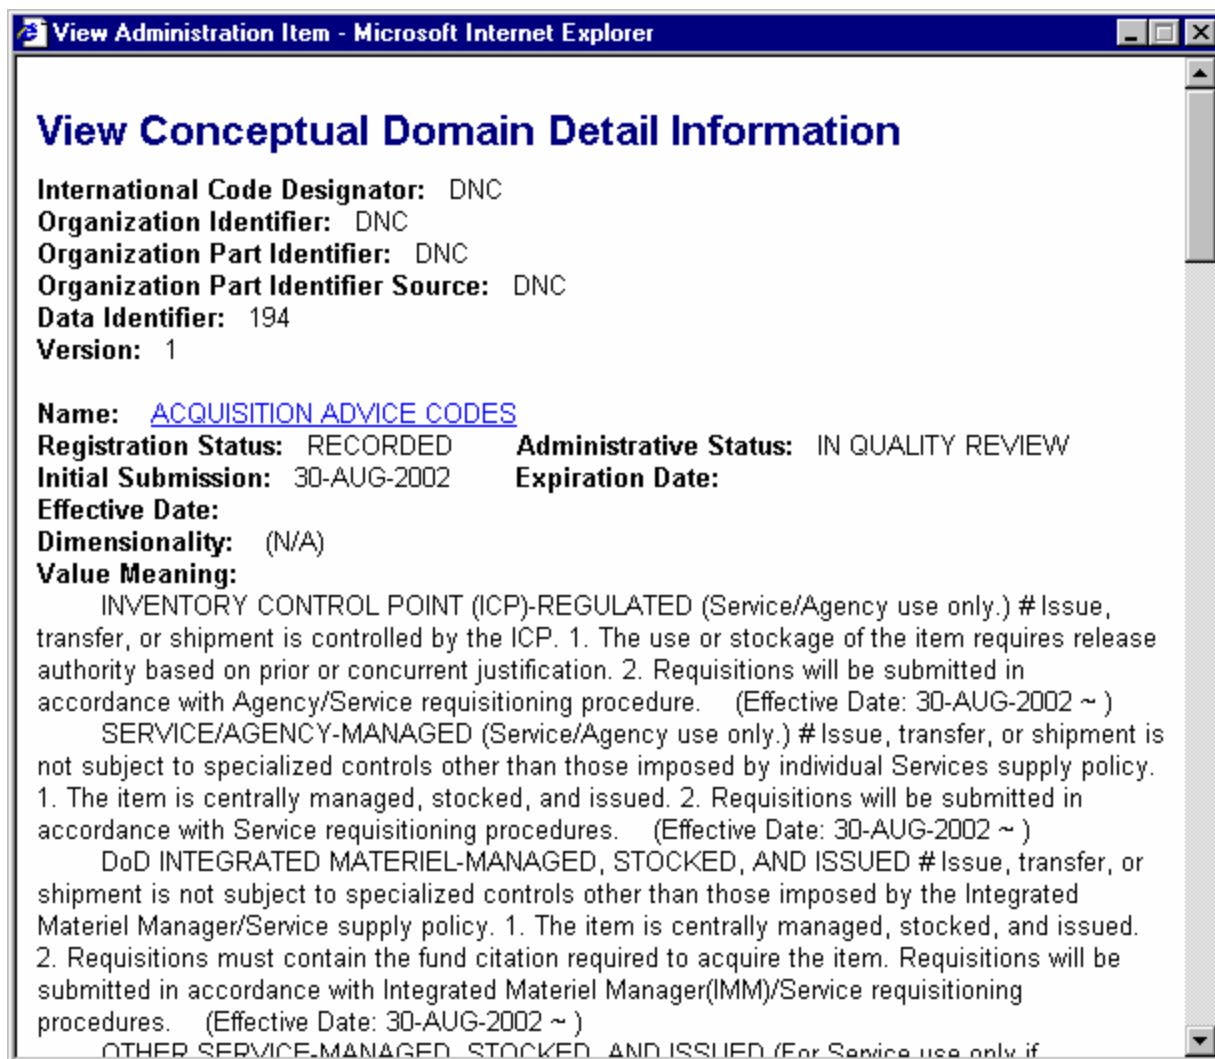 View Administration Item - Microsoft Internet Explorer
View Conceptual Domain Detail Information
International Code Designator: DNC
Organization Identifier: DNC
Organization Part Identifier: DNC
Organization Part Identifier Source: DNC
Data Identifier: 194
Version: 1
Name: ACQUISITION ADVICE CODES
Registration Status: RECORDED Administrative Status: IN QUALITY REVIEW
Initial Submission: 30-AUG-2002 Expiration Date:
Effective Date:
Dimensionality: (N/A)
Value Meaning:
INVENTORY CONTROL POINT (ICP)-REGULATED (Service/Agency use only.) # Issue,
transfer, or shipment is controlled by the ICP. 1. The use or stockage of the item requires release
authority based on prior or concurrent justification. 2. Requisitions will be submitted in
accordance with Agency/Service requisitioning procedure. (Effective Date: 30-AUG-2002 ~ )
SERVICE/AGENCY-MANAGED (Service/Agency use only.) # Issue, transfer, or shipment is
not subject to specialized controls other than those imposed by individual Services supply policy.
1. The item is centrally managed, stocked, and issued. 2. Requisitions will be submitted in
accordance with Service requisitioning procedures. (Effective Date: 30-AUG-2002 ~ )
DoD INTEGRATED MATERIEL-MANAGED, STOCKED, AND ISSUED # Issue, transfer, or
shipment is not subject to specialized controls other than those imposed by the Integrated
Materiel Manager/Service supply policy. 1. The item is centrally managed, stocked, and issued.
2. Requisitions must contain the fund citation required to acquire the item. Requisitions will be
submitted in accordance with Integrated Materiel Manager(IMM)/Service requisitioning
procedures. (Effective Date: 30-AUG-2002 ~ )
OTHER SERVICE-MANAGED, STOCKED, AND ISSUED (For Service use only if